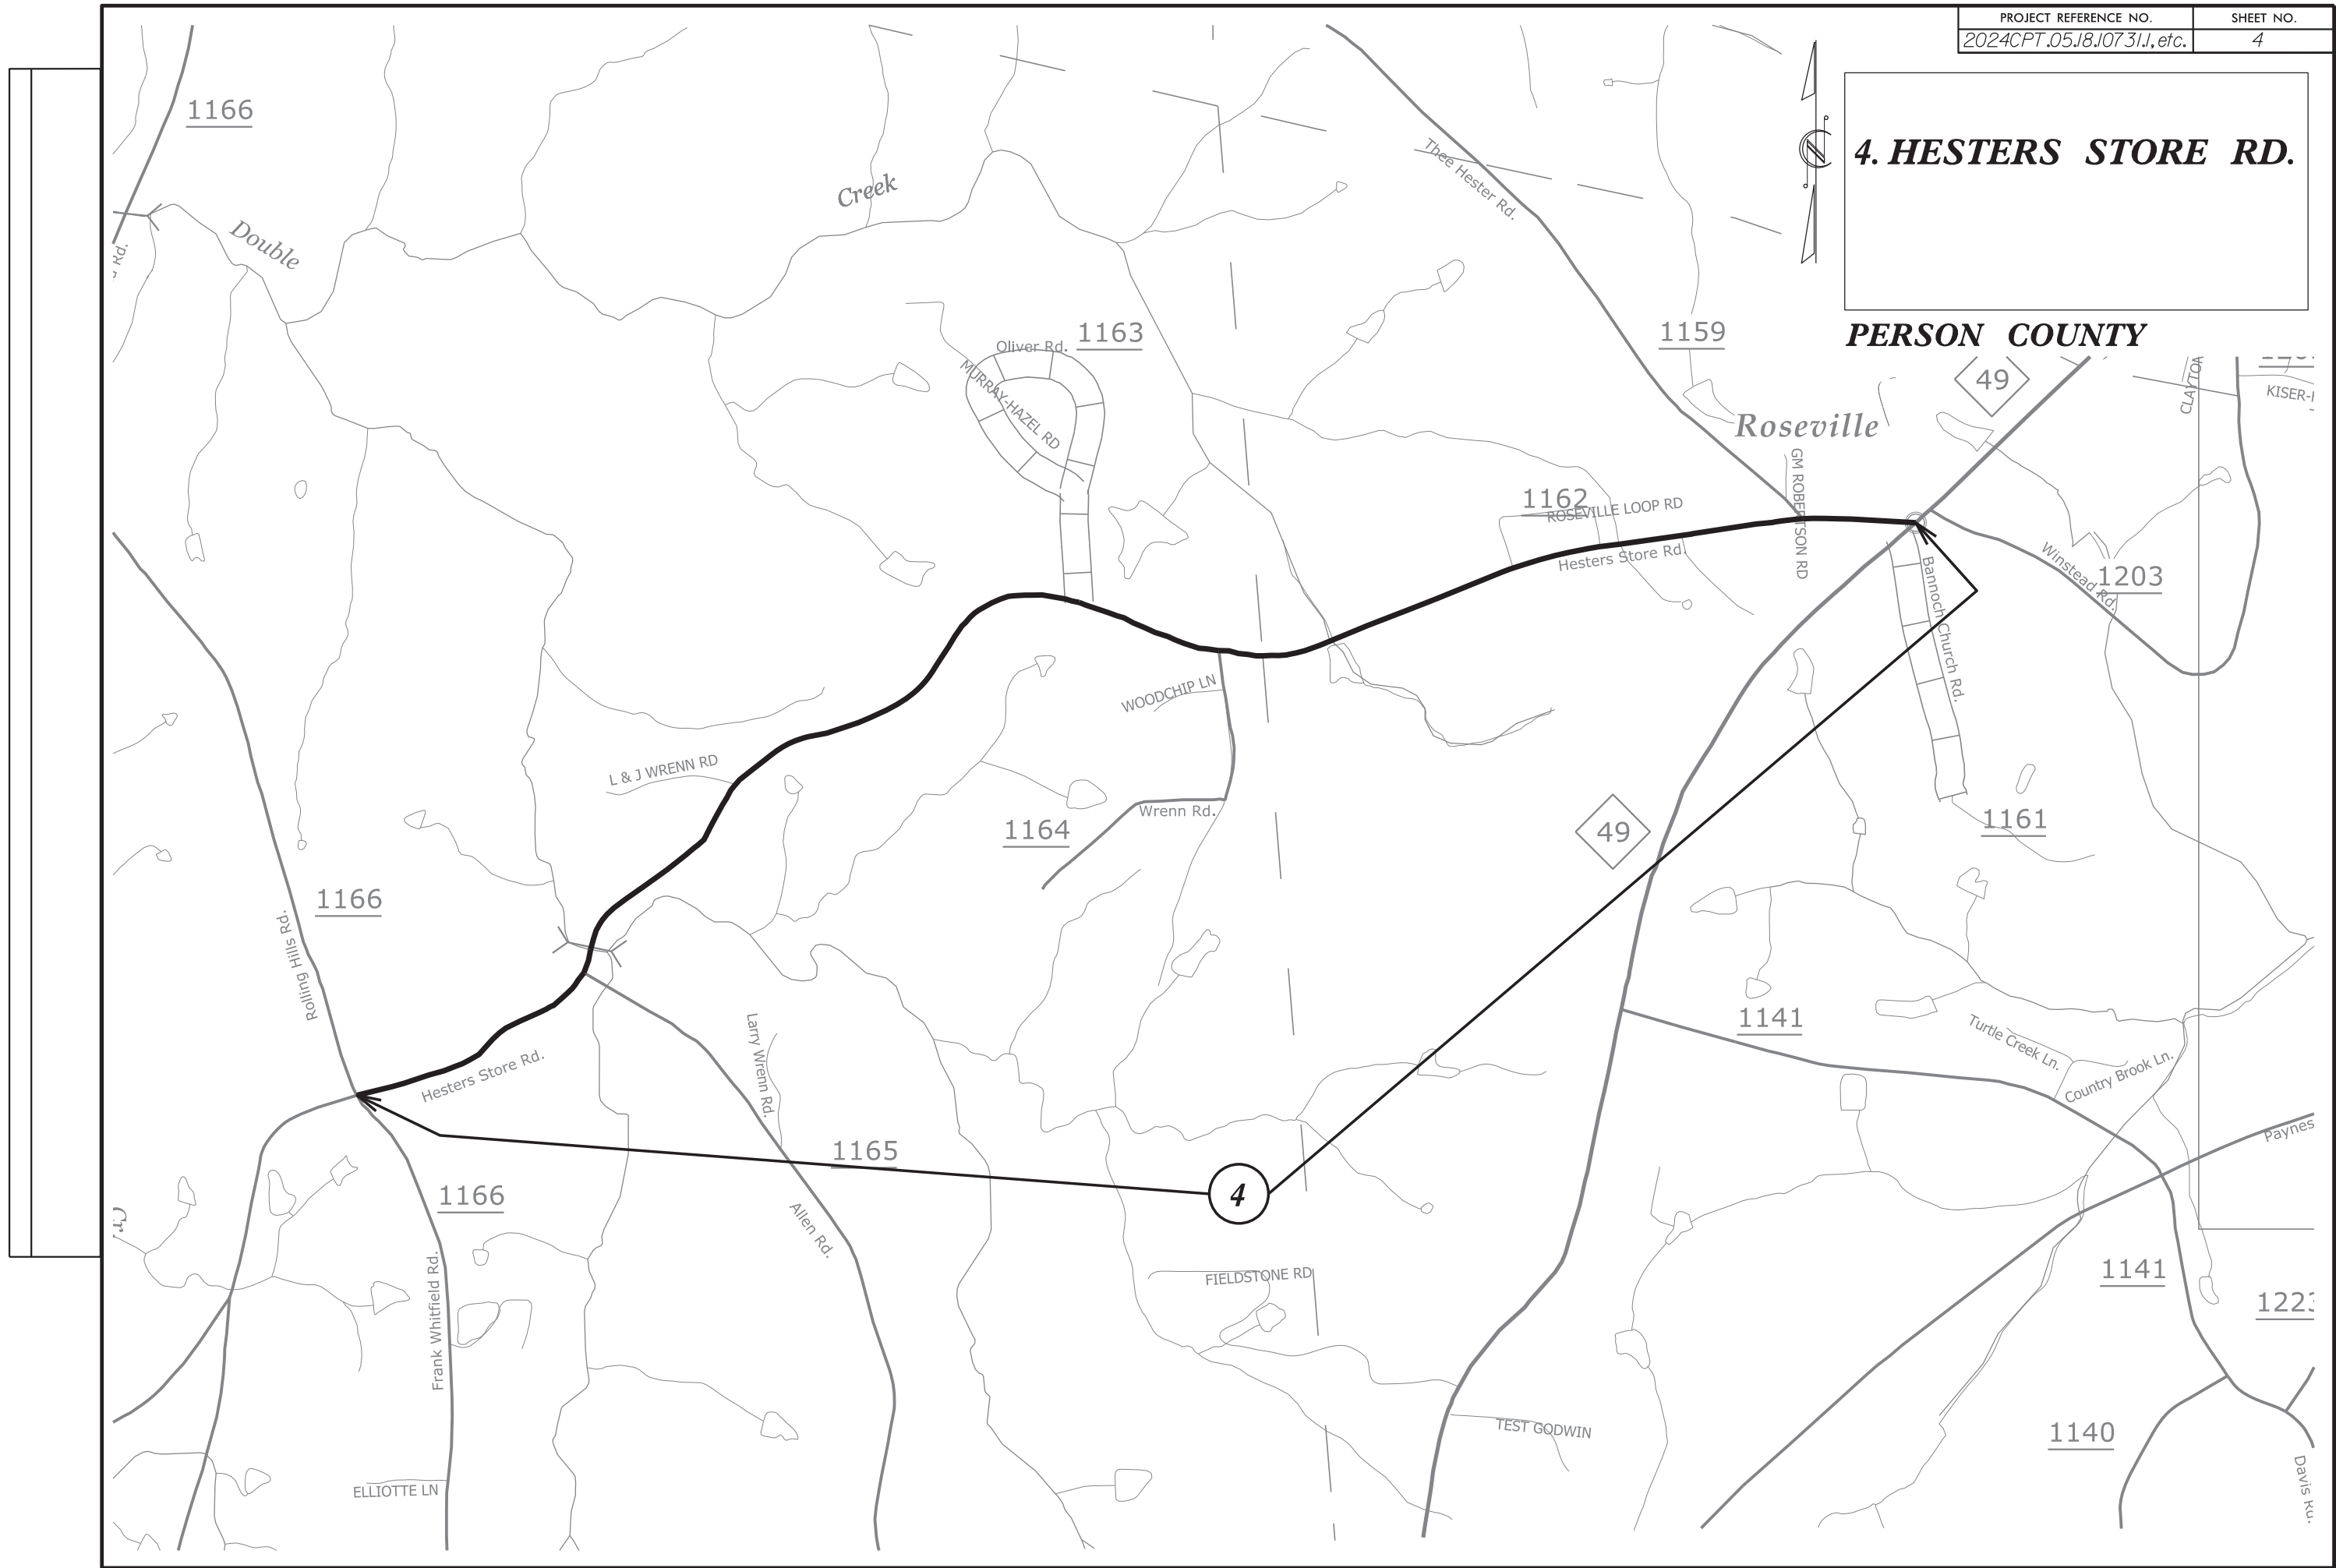 PROJECT REFERENCE NO.
SHEET NO.
2024CPT.05.18.10731.1, etc.
4
4. HESTERS STORE RD.
PERSON COUNTY
1166
Creek
Double
Rd.
Thee Hester Rd.
1163
Oliver Rd.
MURRAY-HAZEL RD
1159
49
Roseville
CLAYTON
KISER-
GM ROBERTSON RD
1162
ROSEVILLE LOOP RD
Hesters Store Rd.
Winstead Rd.
1203
Bannoch Church Rd.
WOODCHIP LN
L & J WRENN RD
Wrenn Rd.
1164
49
1161
1166
Rolling Hills Rd.
1141
Larry Wrenn Rd.
Turtle Creek Ln.
Country Brook Ln.
Hesters Store Rd.
Paynes
1165
4
1166
Allen Rd.
Frank Whitfield Rd.
FIELDSTONE RD
1141
1223
TEST GODWIN
1140
ELLIOTTE LN
Davis Rd.